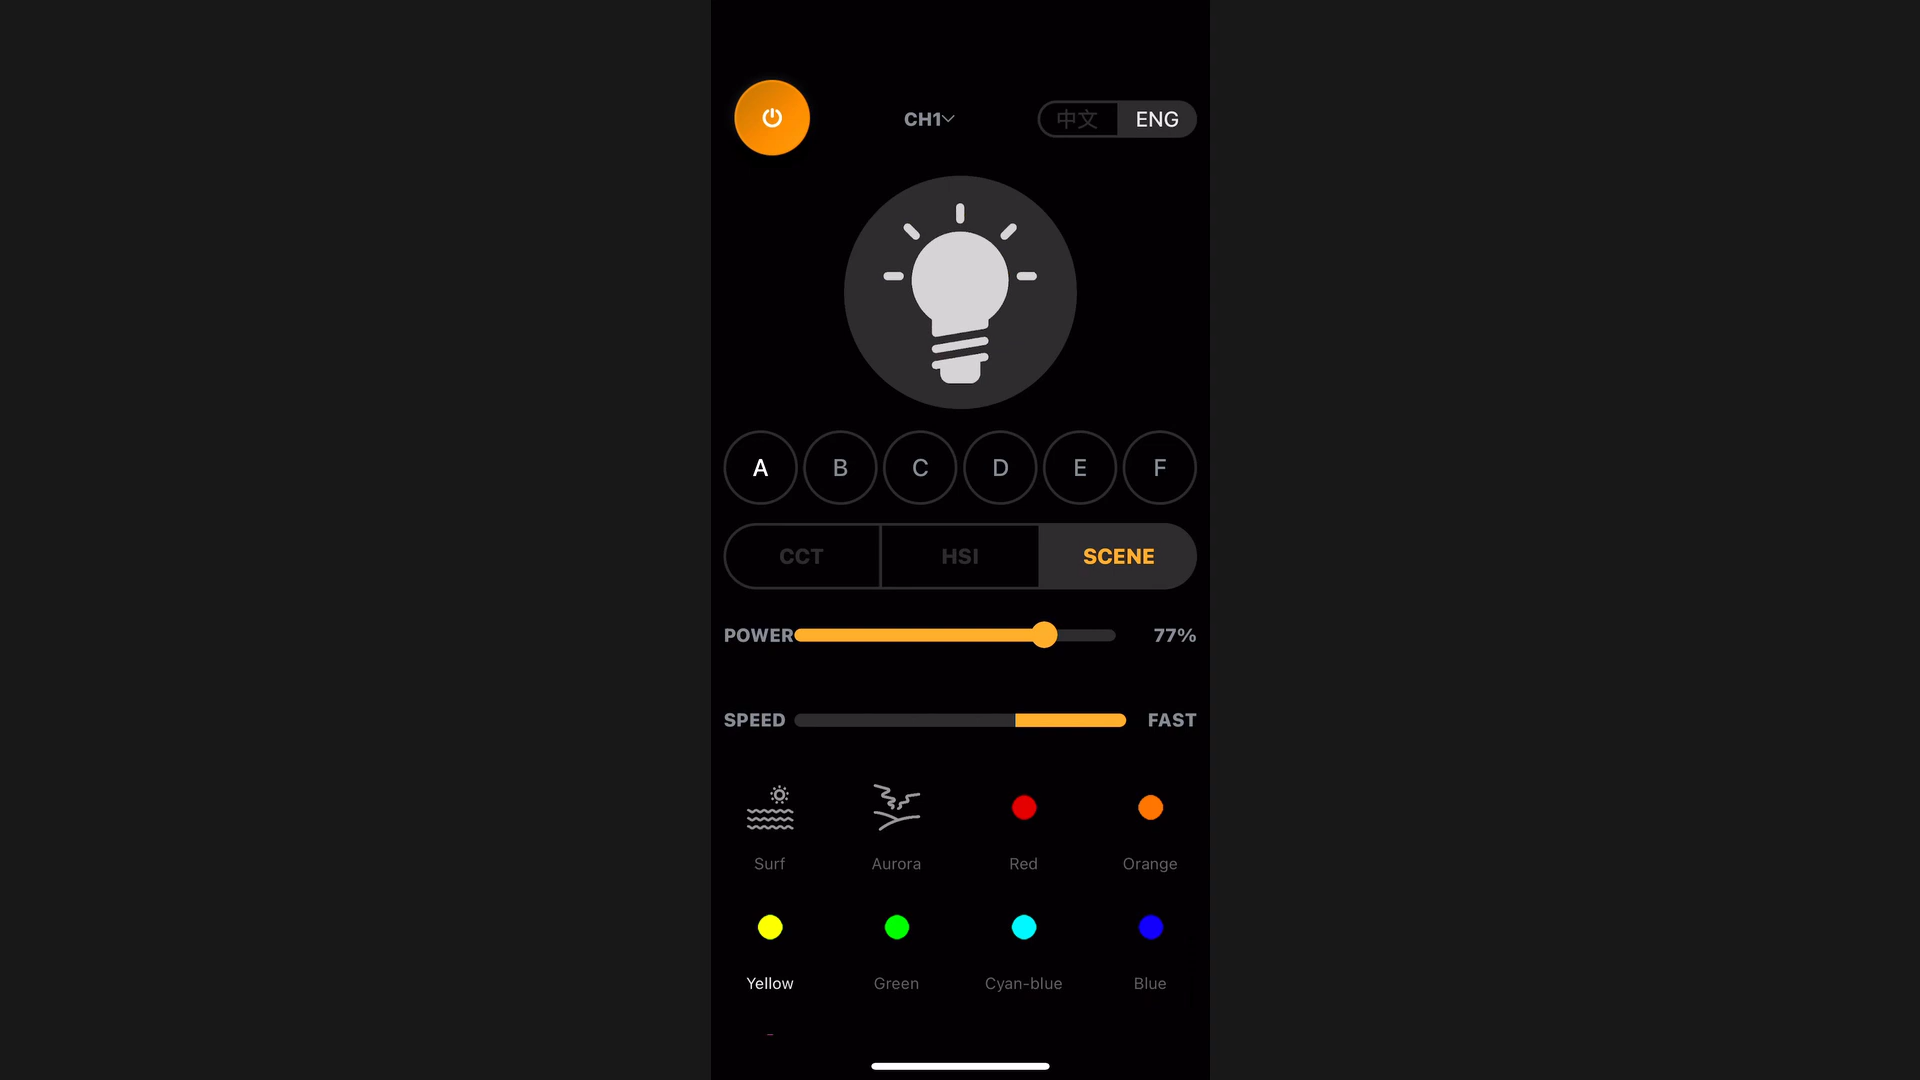 CH1
中文 ENG
A B C D E F
CCT HSI SCENE
POWER 77%
SPEED FAST
Surf Aurora Red Orange
Yellow Green Cyan-blue Blue